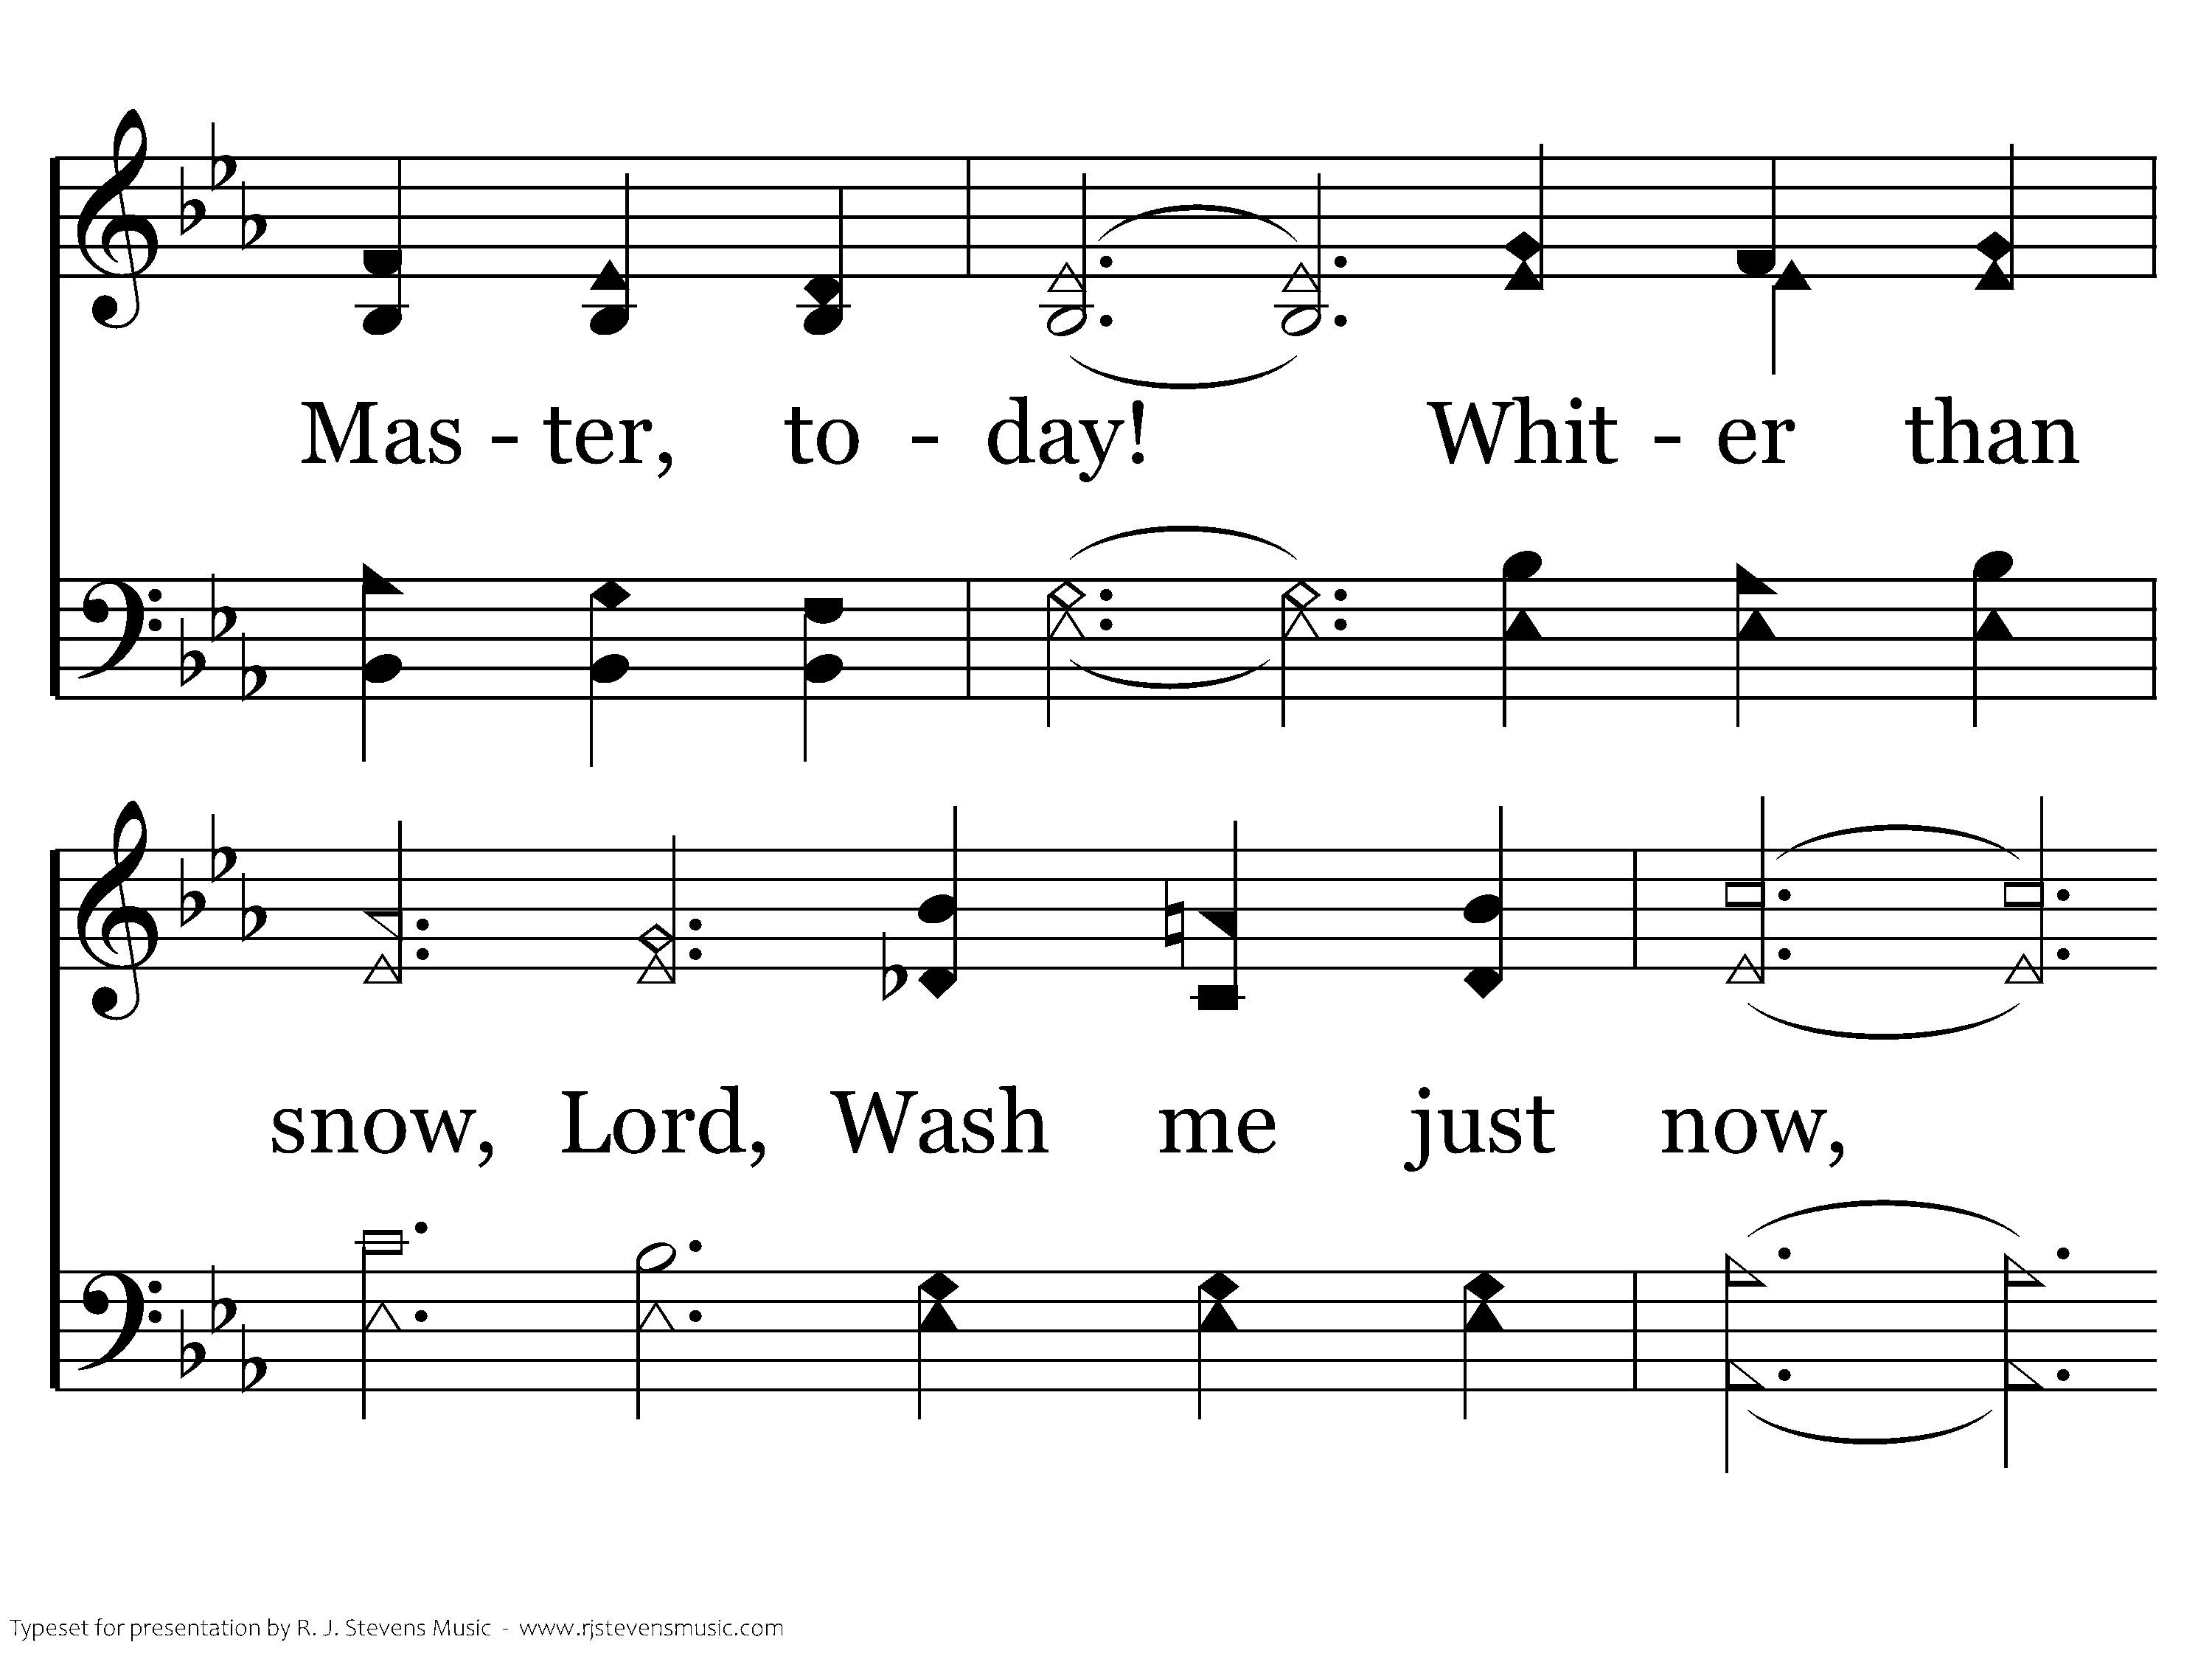 Mas - ter, to - day! Whit - er than
snow, Lord, Wash me just now,
Typeset for presentation by R. J. Stevens Music - www.rjstevensmusic.com